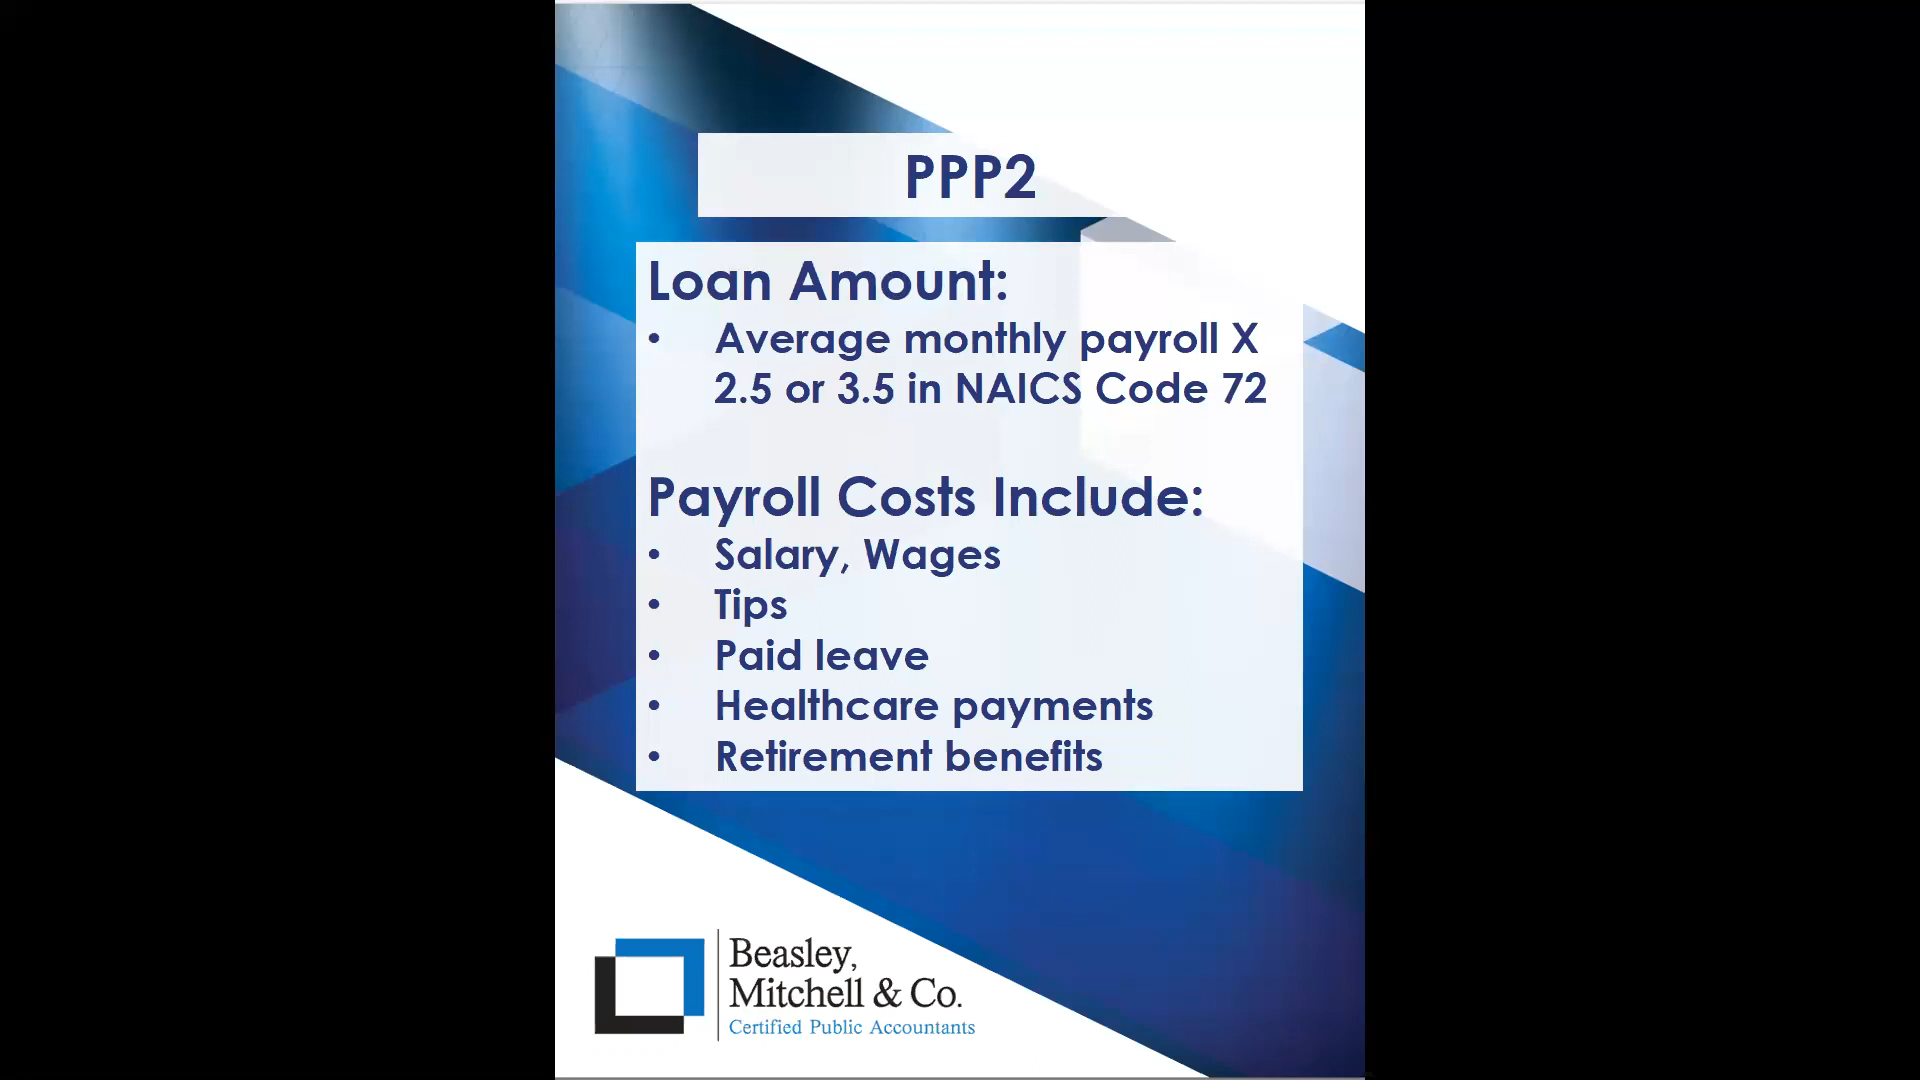 PPP2
Loan Amount:
• Average monthly payroll X
2.5 or 3.5 in NAICS Code 72
Payroll Costs Include:
• Salary, Wages
• Tips
• Paid leave
• Healthcare payments
• Retirement benefits
Beasley,
Mitchell & Co.
Certified Public Accountants